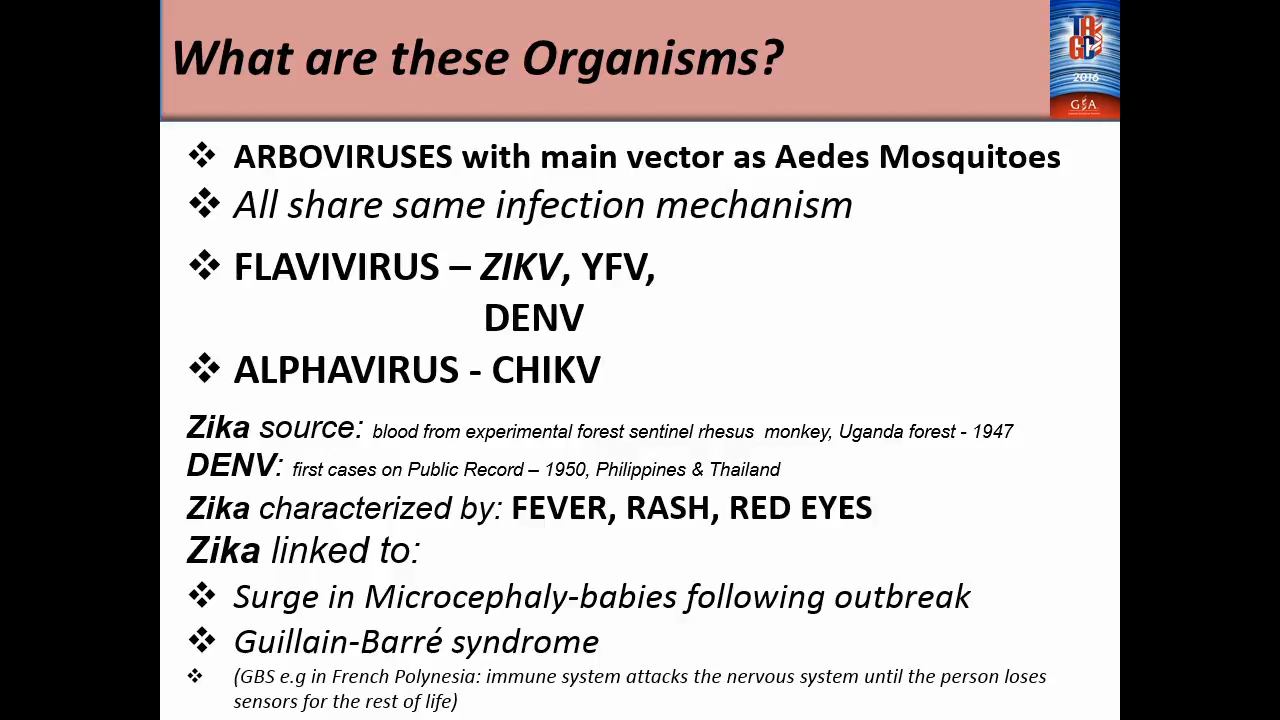 What are these Organisms?
TAGC
2016
GSA
❖ ARBOVIRUSES with main vector as Aedes Mosquitoes
❖ All share same infection mechanism
❖ FLAVIVIRUS – ZIKV, YFV,
DENV
❖ ALPHAVIRUS - CHIKV
Zika source: blood from experimental forest sentinel rhesus monkey, Uganda forest - 1947
DENV: first cases on Public Record – 1950, Philippines & Thailand
Zika characterized by: FEVER, RASH, RED EYES
Zika linked to:
❖ Surge in Microcephaly-babies following outbreak
❖ Guillain-Barré syndrome
❖ (GBS e.g in French Polynesia: immune system attacks the nervous system until the person loses
sensors for the rest of life)